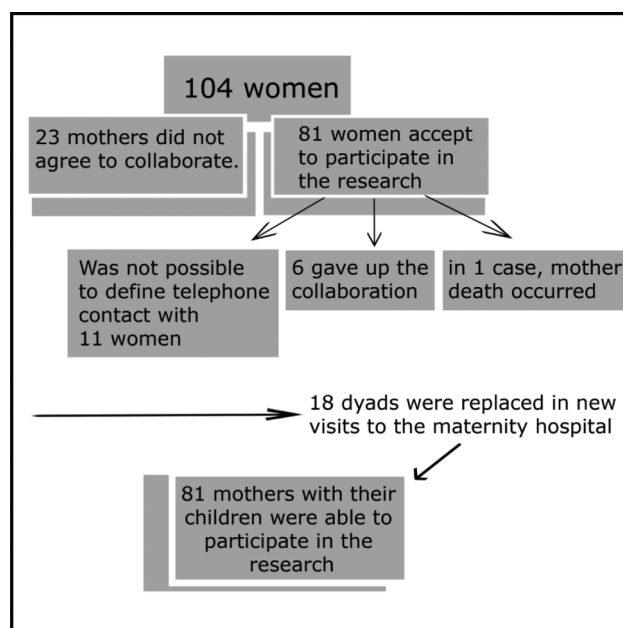 104 women
23 mothers did not
agree to collaborate.
81 women accept
to participate in
the research
Was not possible
to define telephone
contact with
11 women
6 gave up the
collaboration
in 1 case, mother
death occurred
18 dyads were replaced in new
visits to the maternity hospital
81 mothers with their
children were able to
participate in the
research